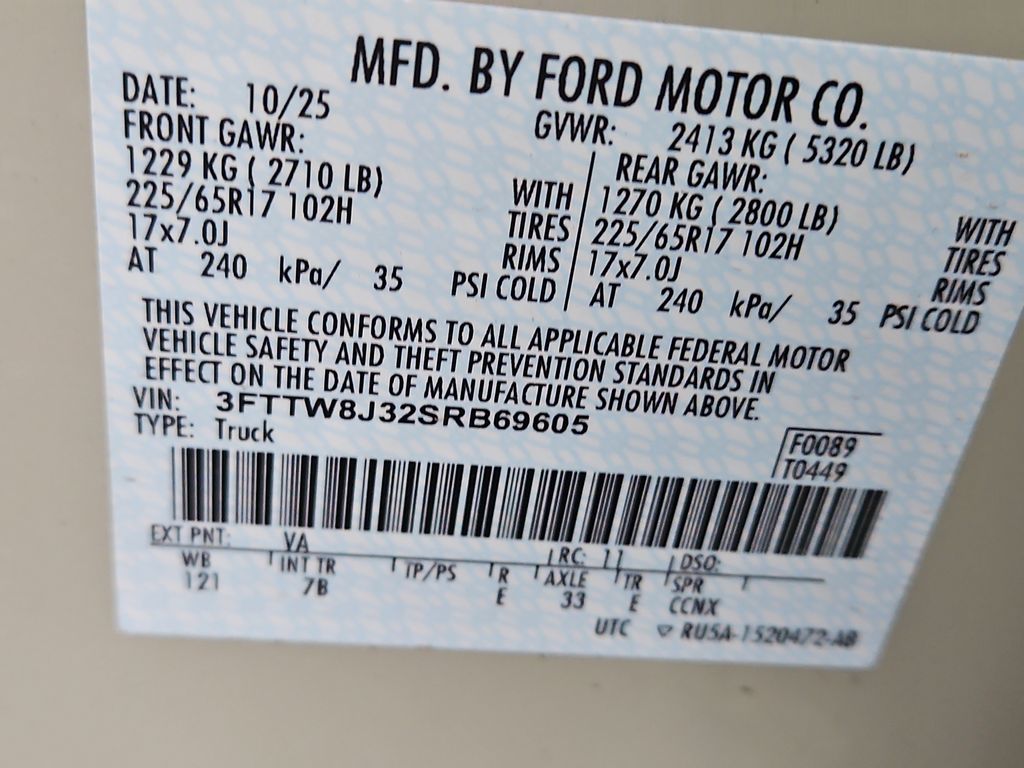 MFD. BY FORD MOTOR CO.
DATE: 10/25 GVWR: 2413 KG ( 5320 LB)
FRONT GAWR: REAR GAWR:
1229 KG ( 2710 LB) WITH 1270 KG ( 2800 LB) WITH
225/65R17 102H TIRES 225/65R17 102H TIRES
17x7.0J RIMS 17x7.0J RIMS
AT 240 kPa/ 35 PSI COLD AT 240 kPa/ 35 PSI COLD
THIS VEHICLE CONFORMS TO ALL APPLICABLE FEDERAL MOTOR
VEHICLE SAFETY AND THEFT PREVENTION STANDARDS IN
EFFECT ON THE DATE OF MANUFACTURE SHOWN ABOVE.
VIN: 3FTTW8J32SRB69605
TYPE: Truck
F0089
T0449
EXT PNT: VA RC: 11 DSO:
WB INT TR TP/PS R AXLE TR SPR
121 7B E 33 E CCNX
UTC ▽ RU5A-1520472-AB